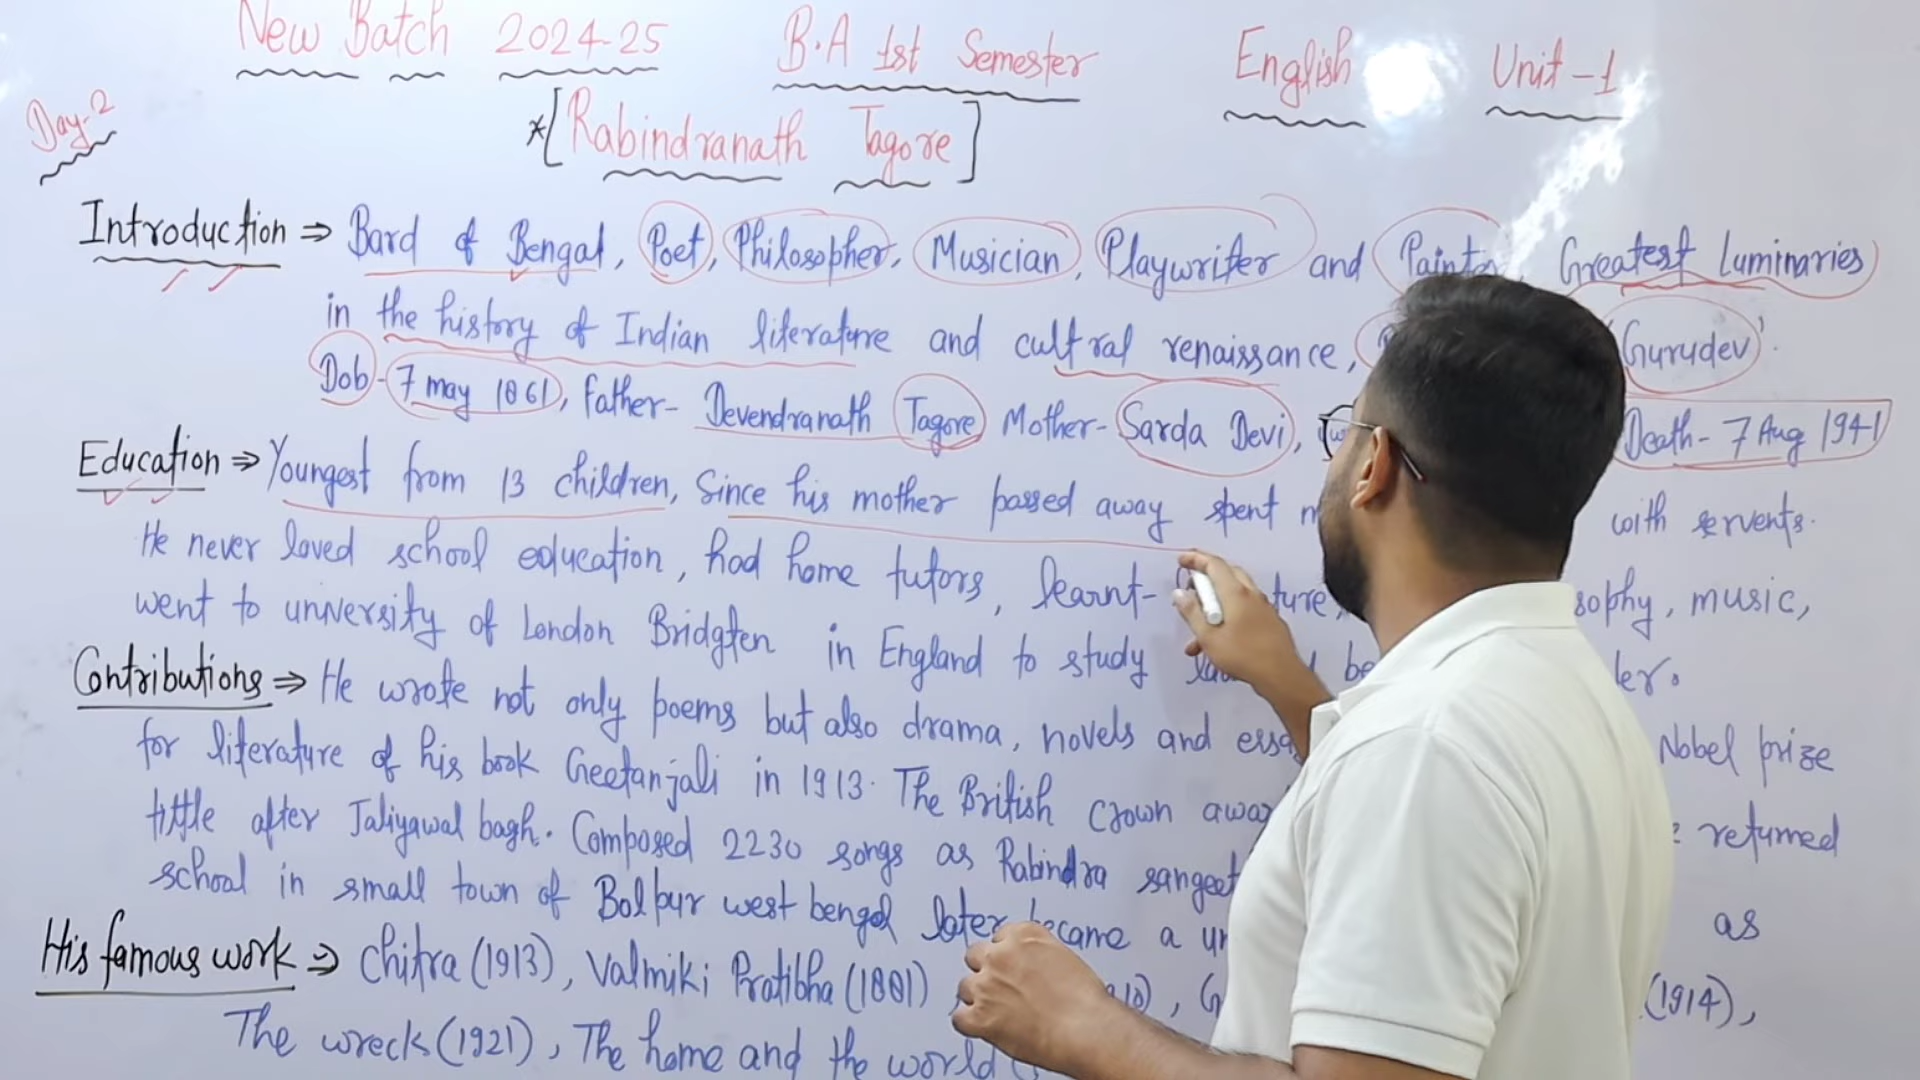 New Batch 2024-25 B.A 1st Semester English Unit-1
Day-2
*[Rabindranath Tagore]
Introduction ⇒ Bard of Bengal, Poet, Philosopher, Musician, Playwriter and Painter, Greatest Luminaries
in the history of Indian literature and cultral renaissance, 'Gurudev'.
Dob - 7 may 1861, Father- Devendranath Tagore Mother- Sarda Devi, Death- 7 Aug 1941
Education ⇒ Youngest from 13 children, Since his mother passed away spent with servents.
He never loved school education, had home tutors, learnt- music,
went to university of London Bridgten in England to study
Contributions ⇒ He wrote not only poems but also drama, novels and Nobel prize
for literature of his book Geetanjali in 1913. The British crown returned
tittle after Jaliyawal bagh. Composed 2230 songs as Rabindra sangeet as
school in small town of Bolpur west bengal later became a
His famous work ⇒ Chitra (1913), Valmiki Pratibha (1881), (1914),
The wreck (1921), The home and the world